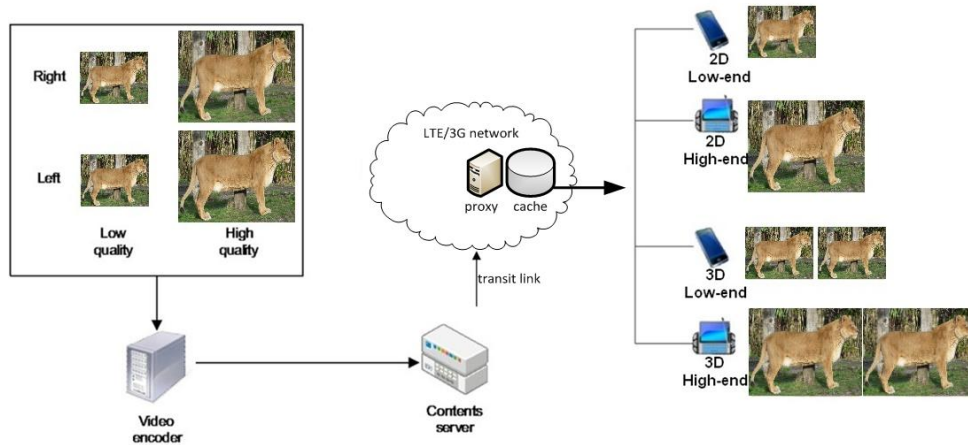 Right
Left
Low
quality
High
quality
Video
encoder
Contents
server
transit link
LTE/3G network
proxy
cache
2D
Low-end
2D
High-end
3D
Low-end
3D
High-end